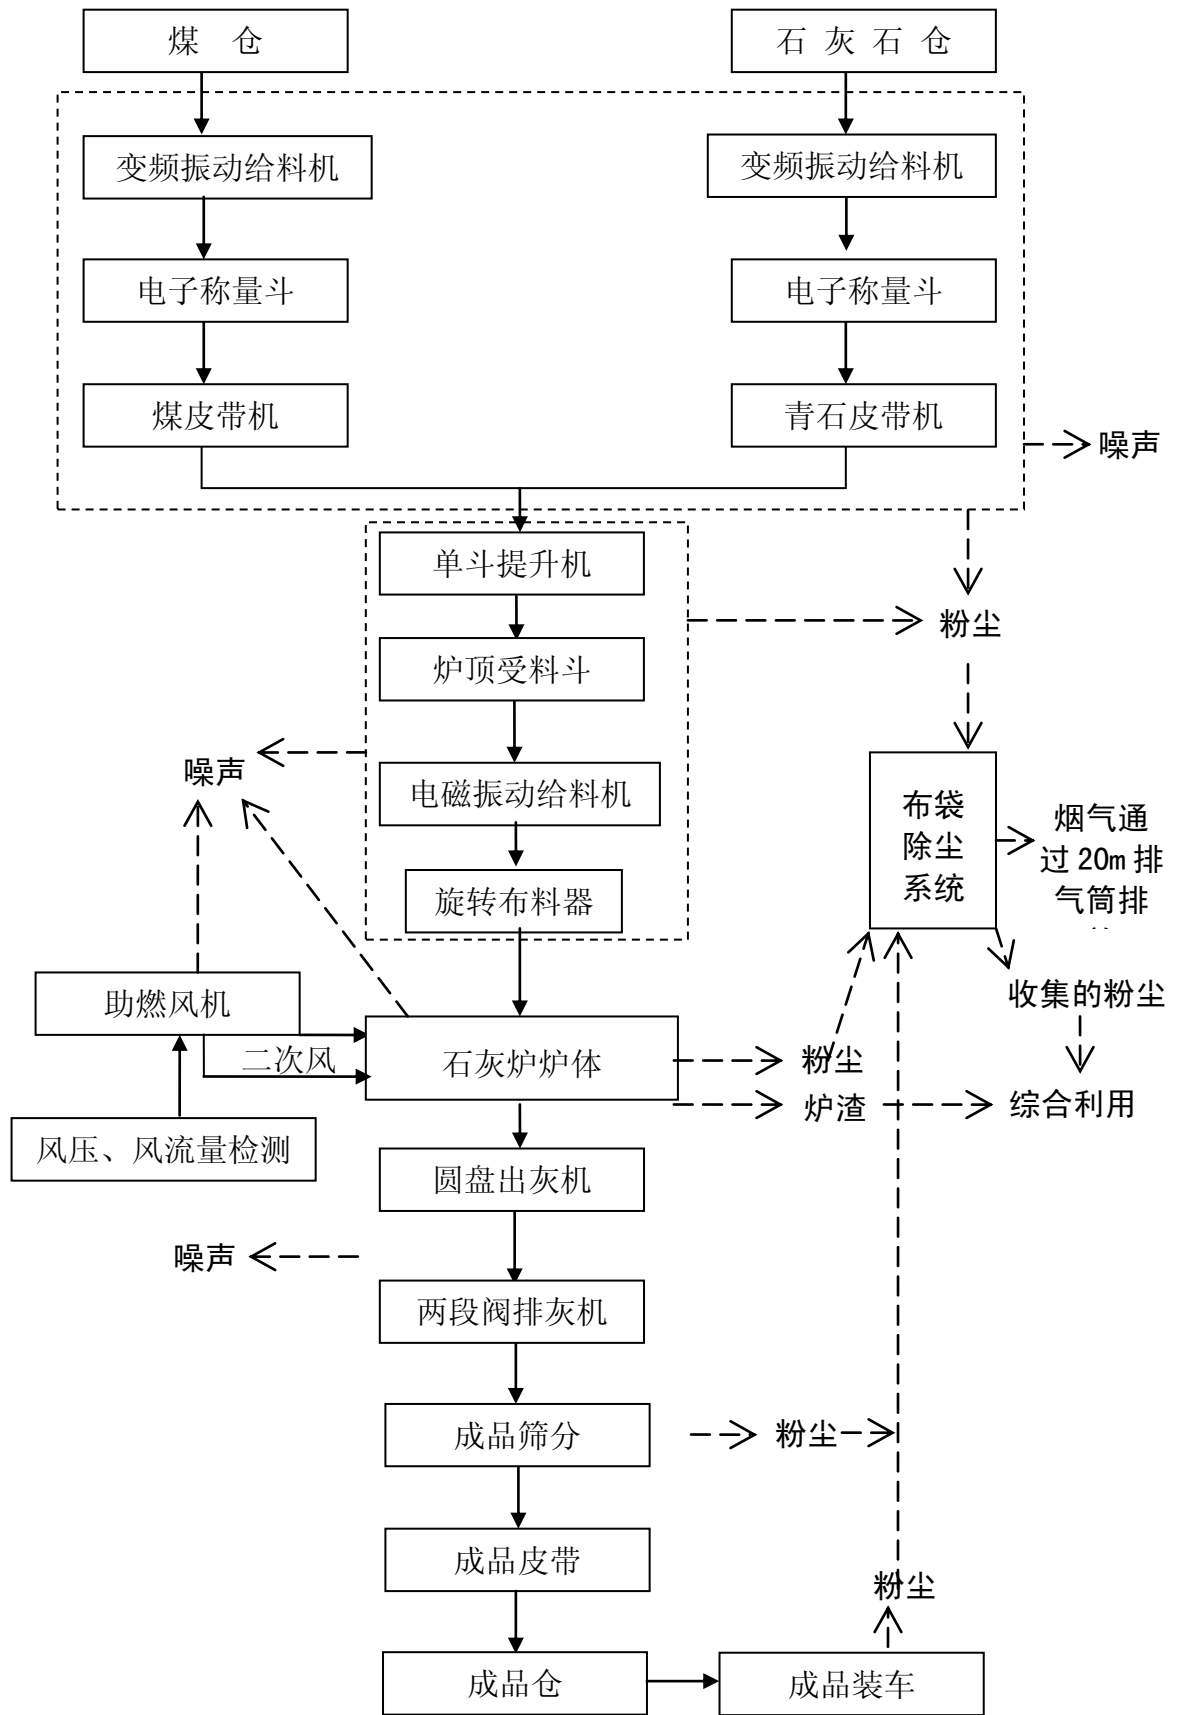 煤 仓
石 灰 石 仓
变频振动给料机
变频振动给料机
电子称量斗
电子称量斗
煤皮带机
青石皮带机
噪声
单斗提升机
粉尘
炉顶受料斗
噪声
电磁振动给料机
布袋
除尘
系统
烟气通
过 20m 排
气筒排
旋转布料器
助燃风机
收集的粉尘
二次风
石灰炉炉体
粉尘
炉渣
综合利用
风压、风流量检测
圆盘出灰机
噪声
两段阀排灰机
成品筛分
粉尘
成品皮带
粉尘
成品仓
成品装车